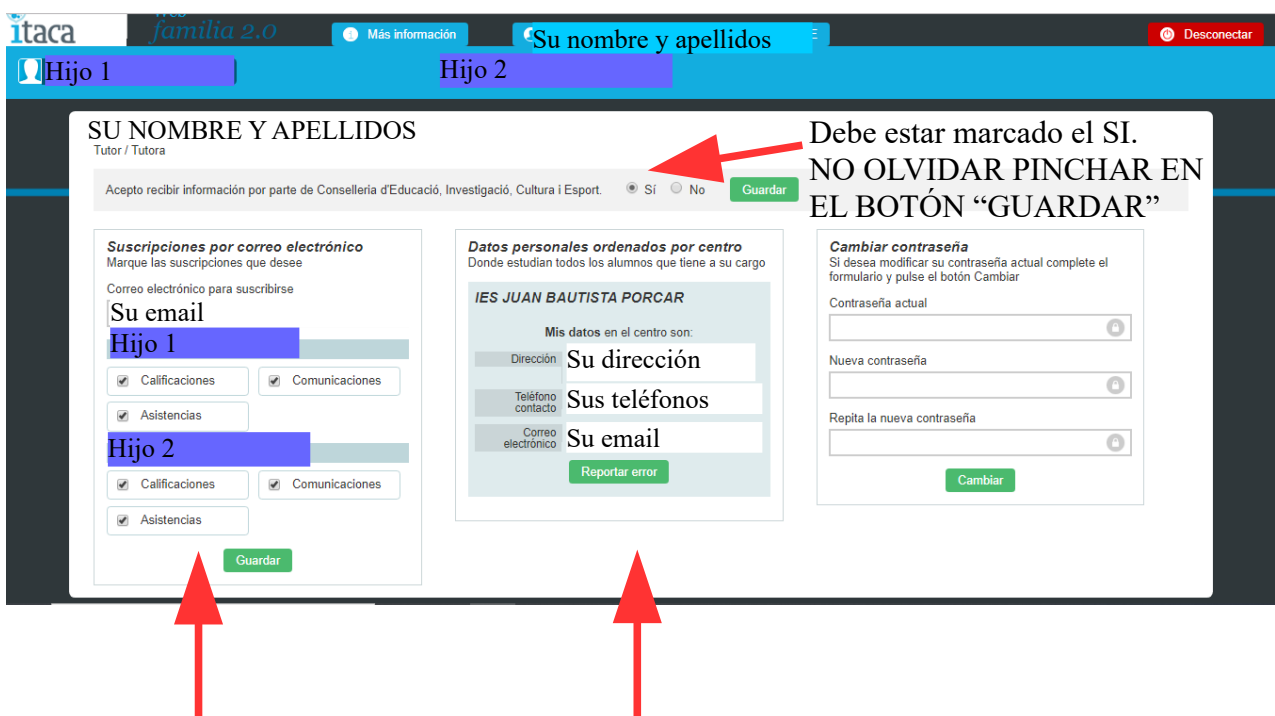 itaca
familia 2.0
Más información
Su nombre y apellidos
Desconectar
Hijo 1
Hijo 2
SU NOMBRE Y APELLIDOS
Tutor / Tutora
Debe estar marcado el SI.
NO OLVIDAR PINCHAR EN
EL BOTÓN “GUARDAR”
Acepto recibir información por parte de Conselleria d'Educació, Investigació, Cultura i Esport.
Sí
No
Guardar
Suscripciones por correo electrónico
Marque las suscripciones que desee
Correo electrónico para suscribirse
Su email
Hijo 1
Calificaciones
Comunicaciones
Asistencias
Hijo 2
Calificaciones
Comunicaciones
Asistencias
Guardar
Datos personales ordenados por centro
Donde estudian todos los alumnos que tiene a su cargo
IES JUAN BAUTISTA PORCAR
Mis datos en el centro son:
Dirección
Su dirección
Teléfono
contacto
Sus teléfonos
Correo
electrónico
Su email
Reportar error
Cambiar contraseña
Si desea modificar su contraseña actual complete el
formulario y pulse el botón Cambiar
Contraseña actual
Nueva contraseña
Repita la nueva contraseña
Cambiar